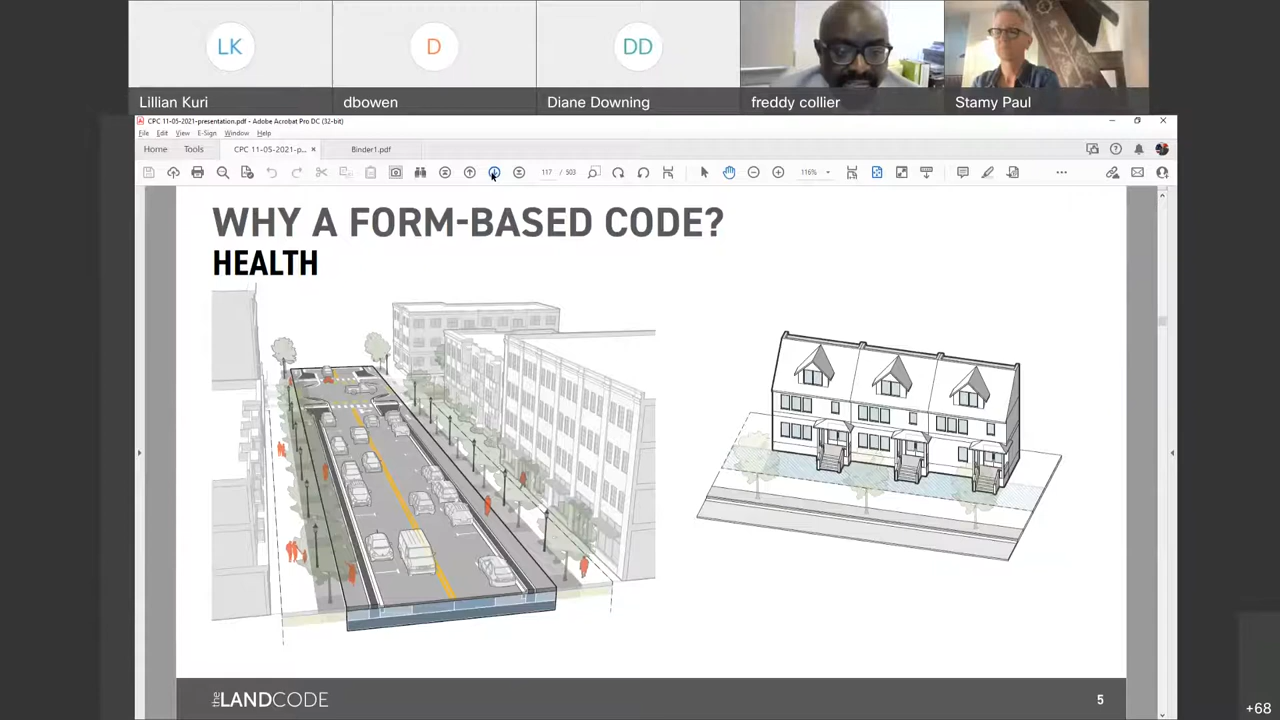 LK
D
DD
Lillian Kuri
dbowen
Diane Downing
freddy collier
Stamy Paul
CPC 11-05-2021-presentation.pdf - Adobe Acrobat Pro DC (32-bit)
File Edit View E-Sign Window Help
Home Tools CPC 11-05-2021-p... × Binder1.pdf
117 / 503 116%
WHY A FORM-BASED CODE?
HEALTH
the LANDCODE
5
+68